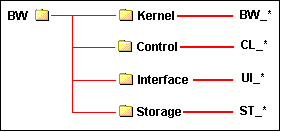 BW Kernel BW_*
Control CL_*
Interface UI_*
Storage ST_*